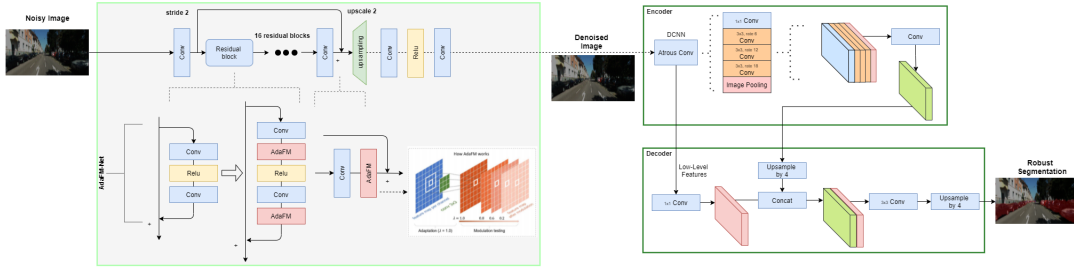 Noisy Image
stride 2
upscale 2
Conv
Residual
block
16 residual blocks
Conv
+
upsampling
Conv
Relu
Conv
AdaFM-Net
Conv
Relu
Conv
+
Conv
AdaFM
Relu
Conv
AdaFM
+
Conv
AdaFM
+
How AdaFM works
Adaptation (λ = 1.0)
Modulation testing
Denoised
Image
Encoder
DCNN
Atrous Conv
1x1 Conv
3x3, rate 6
Conv
3x3, rate 12
Conv
3x3, rate 18
Conv
Image Pooling
Conv
Decoder
Low-Level
Features
Upsample
by 4
1x1 Conv
Concat
3x3 Conv
Upsample
by 4
Robust
Segmentation